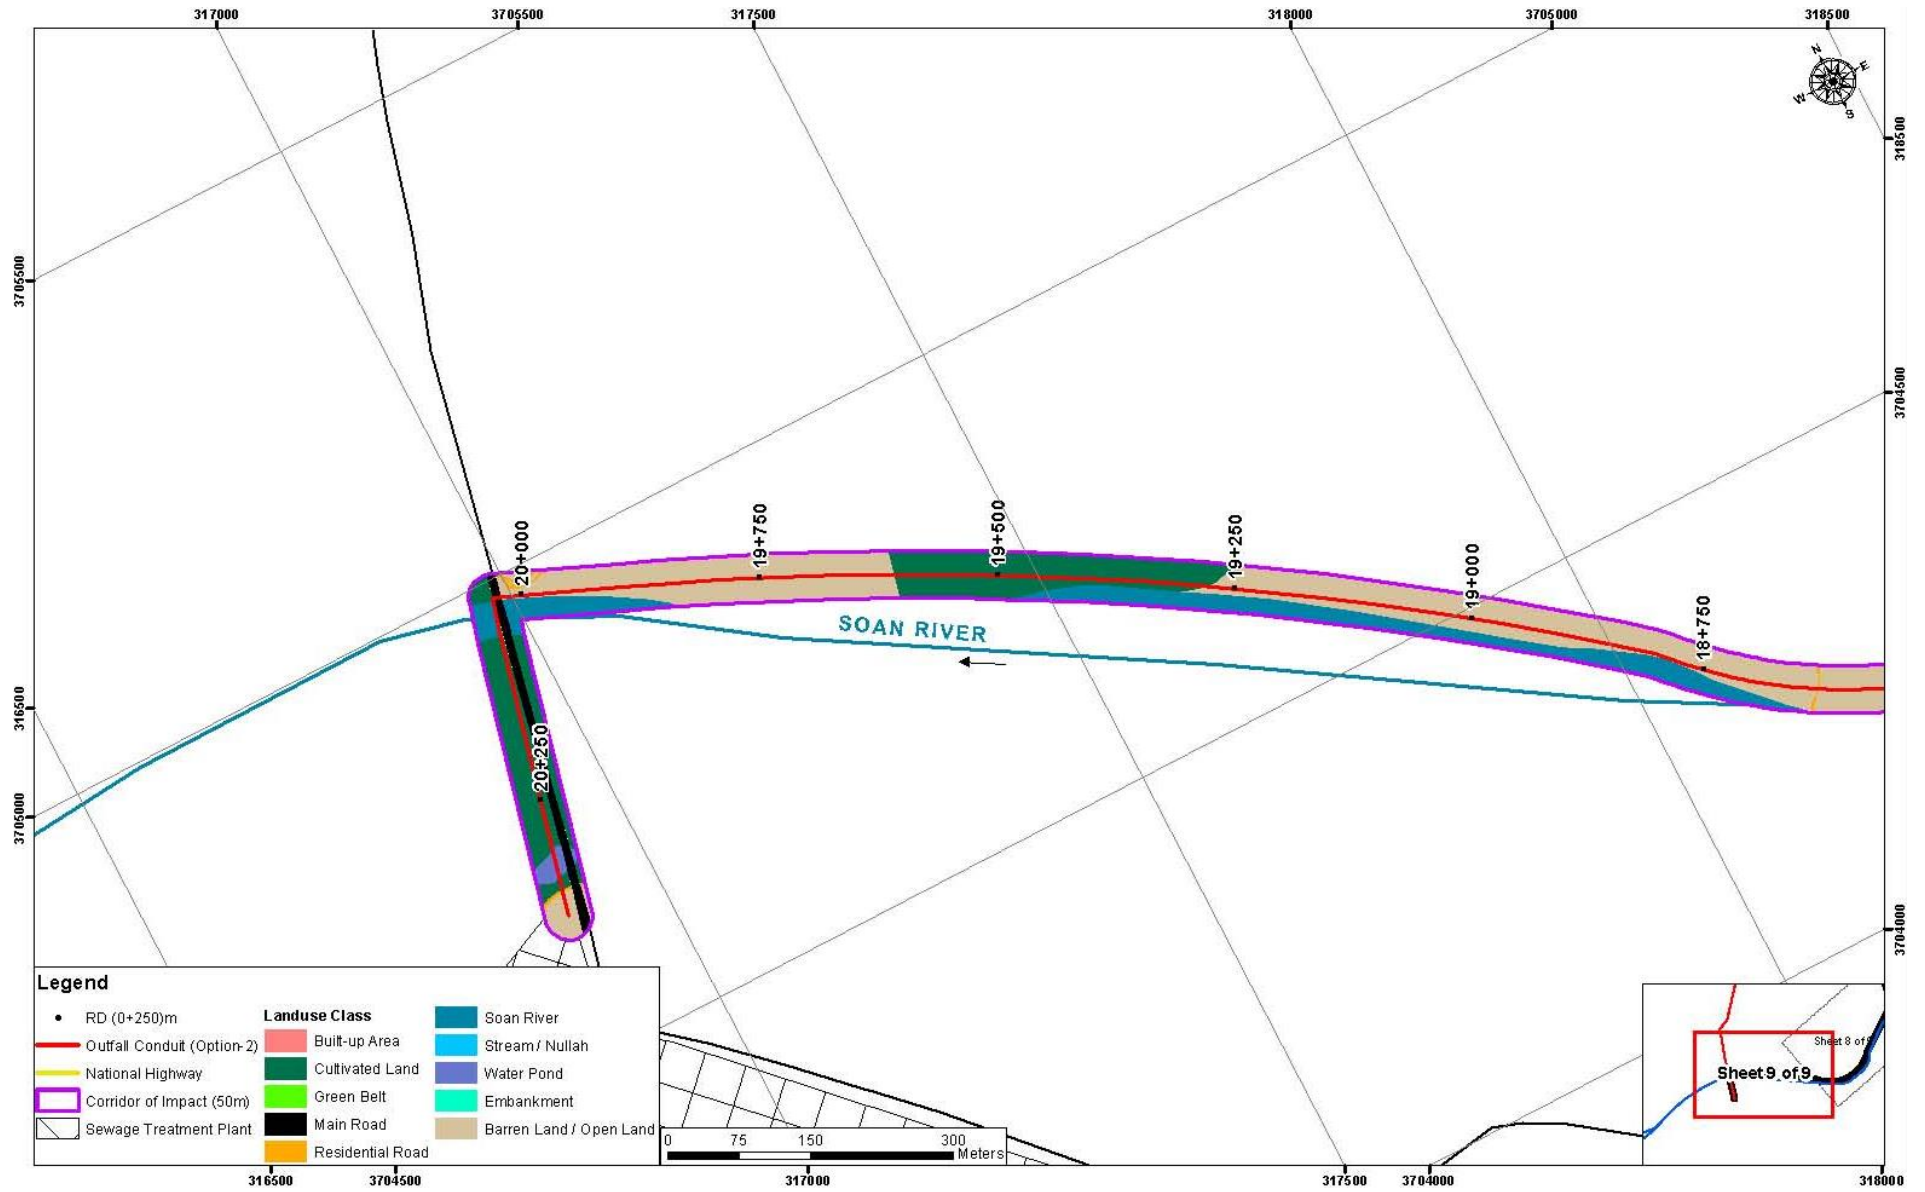 317000
3705500
317500
318000
3705000
318500
N
E
W
S
318500
3705500
3704500
20+000
19+750
19+500
19+250
19+000
18+750
SOAN RIVER
316500
20+250
3705000
3704000
Legend
RD (0+250)m
Outfall Conduit (Option-2)
National Highway
Corridor of Impact (50m)
Sewage Treatment Plant
Landuse Class
Built-up Area
Cultivated Land
Green Belt
Main Road
Residential Road
Soan River
Stream / Nullah
Water Pond
Embankment
Barren Land / Open Land
0 75 150 300
Meters
Sheet 8 of
Sheet 9 of 9
316500
3704500
317000
317500
3704000
318000